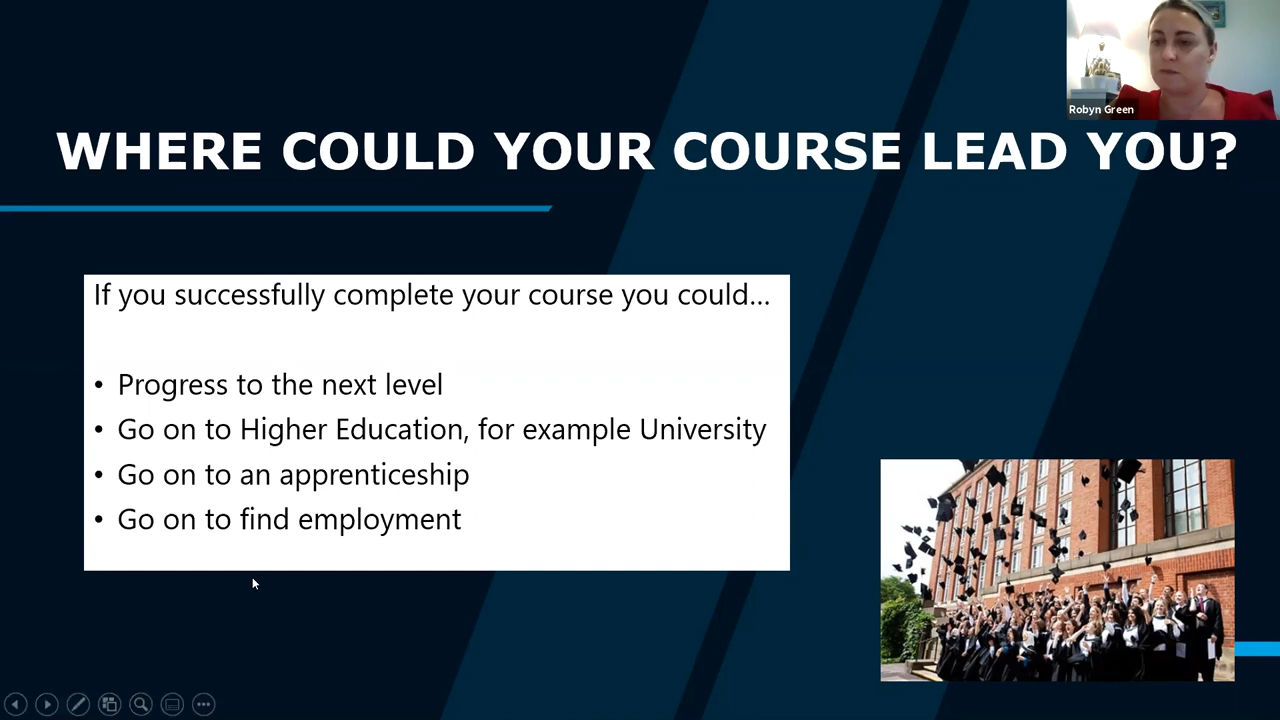 Robyn Green
WHERE COULD YOUR COURSE LEAD YOU?
If you successfully complete your course you could...
• Progress to the next level
• Go on to Higher Education, for example University
• Go on to an apprenticeship
• Go on to find employment